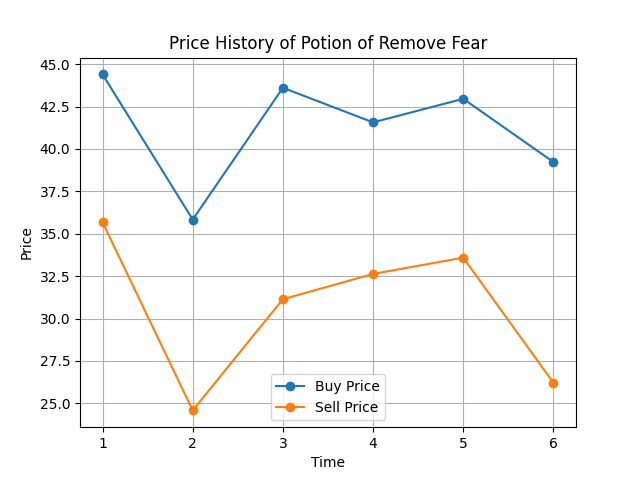 Price History of Potion of Remove Fear
45.0
42.5
40.0
37.5
35.0
32.5
30.0
27.5
25.0
Price
Buy Price
Sell Price
1 2 3 4 5 6
Time